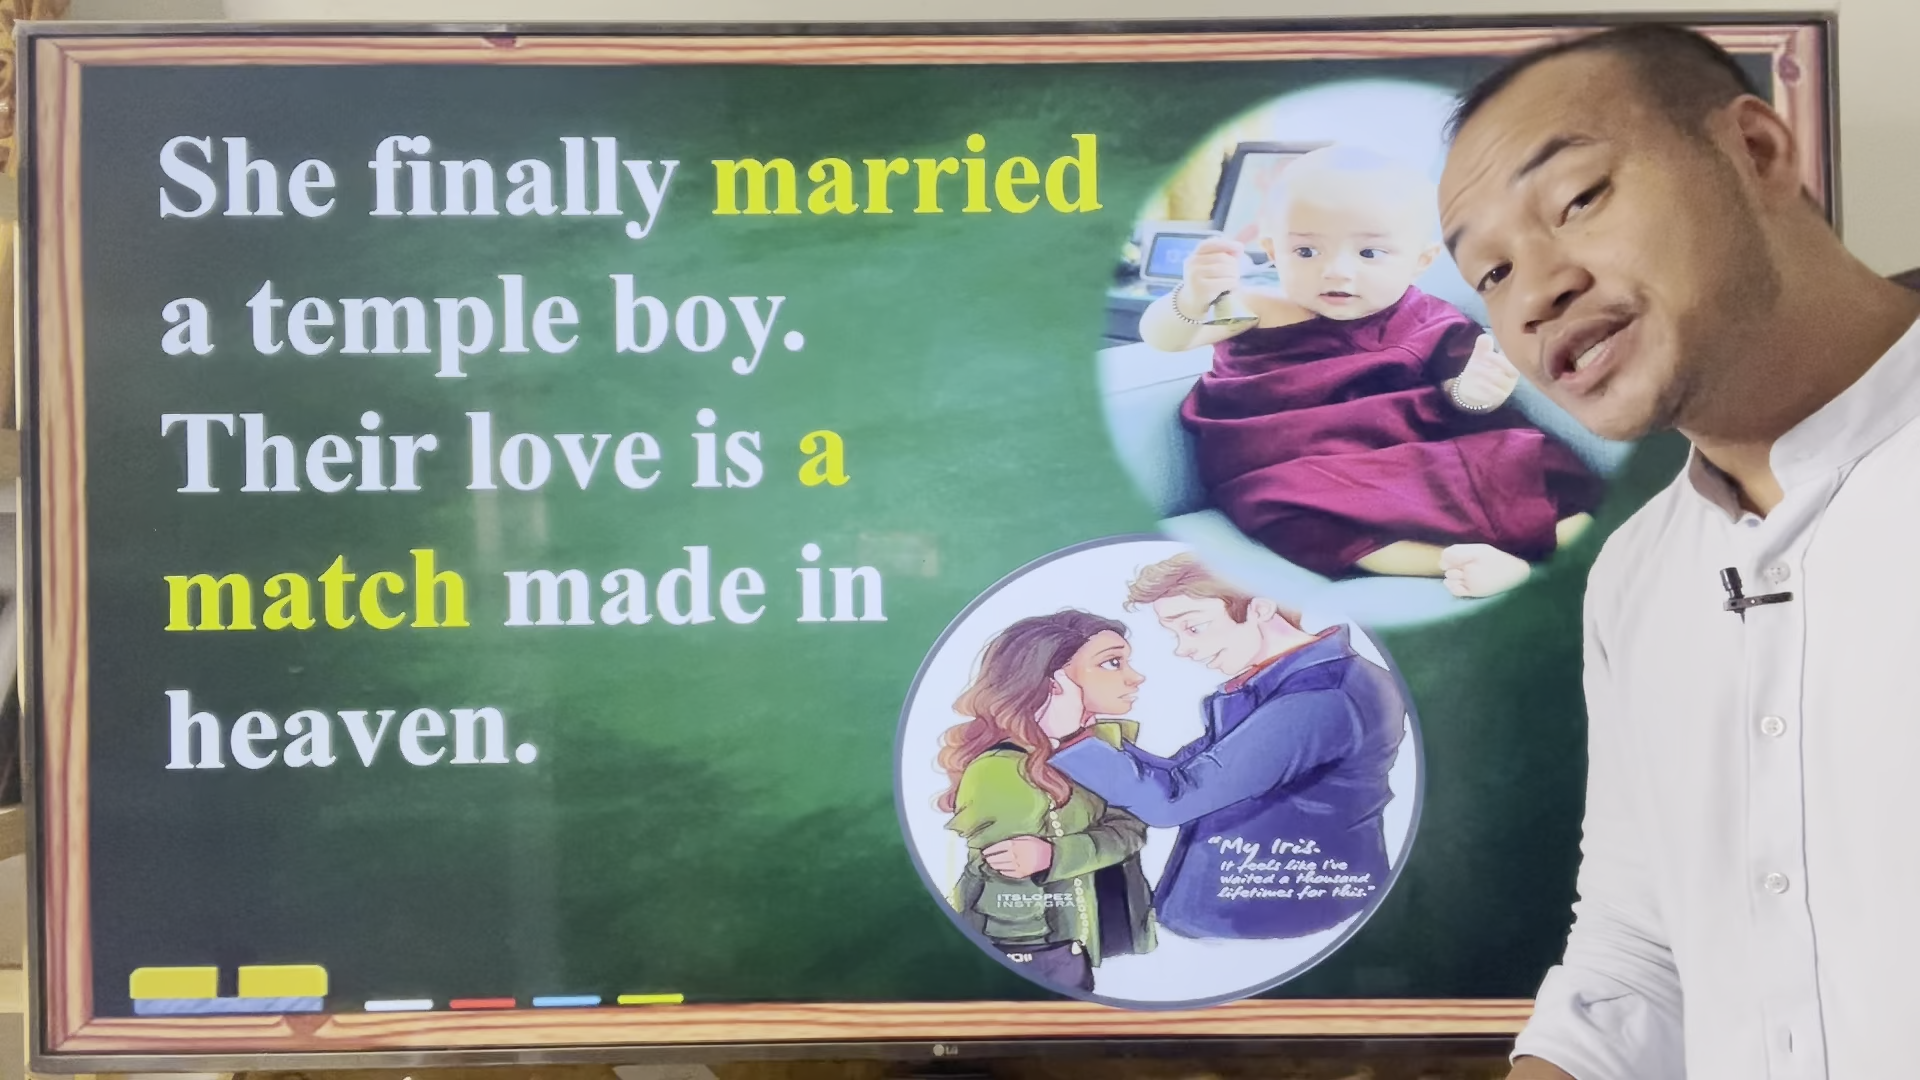 She finally married
a temple boy.
Their love is a
match made in
heaven.
"My Iris.
It feels like I've
waited a thousand
lifetimes for this."
ITSLOPEZ
INSTAGRA
LG